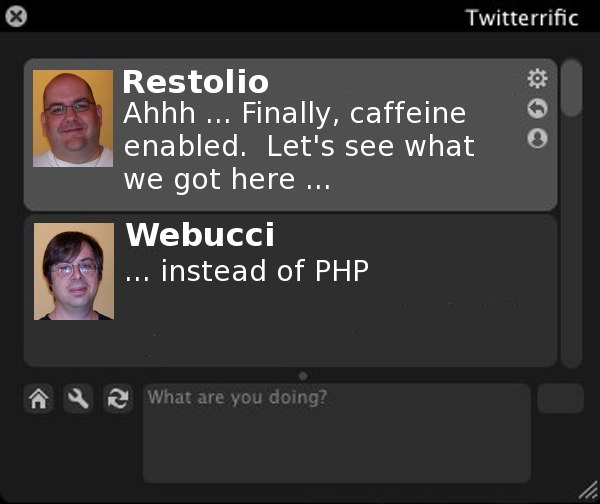 Twitterrific
Restolio
Ahhh ... Finally, caffeine
enabled.  Let's see what
we got here ...
Webucci
... instead of PHP
What are you doing?